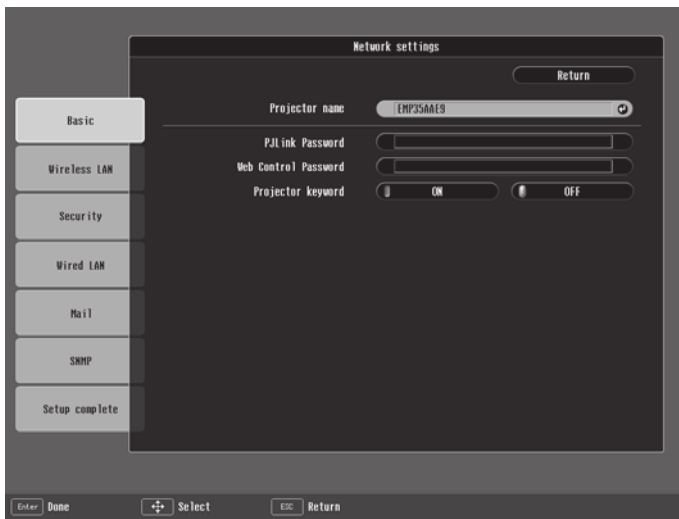 Network settings
Return
Projector name EMP35AAE9
Basic
PJLink Password
Wireless LAN
Web Control Password
Projector keyword ON OFF
Security
Wired LAN
Mail
SNMP
Setup complete
Enter Done Select ESC Return